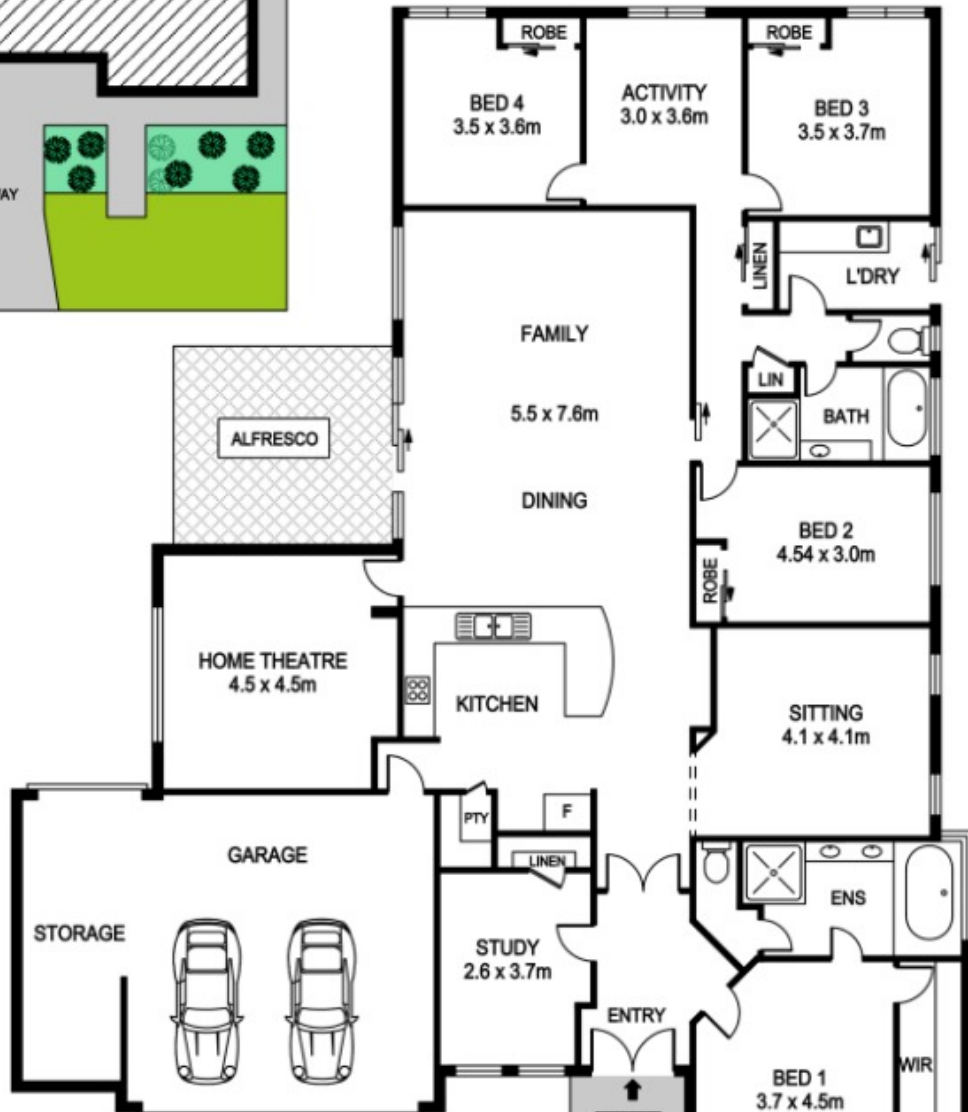 ROBE
ROBE
BED 4
3.5 x 3.6m
ACTIVITY
3.0 x 3.6m
BED 3
3.5 x 3.7m
AY
LINEN
L'DRY
FAMILY
5.5 x 7.6m
LIN
BATH
ALFRESCO
DINING
BED 2
4.54 x 3.0m
ROBE
HOME THEATRE
4.5 x 4.5m
KITCHEN
SITTING
4.1 x 4.1m
PTY
F
GARAGE
LINEN
ENS
STORAGE
STUDY
2.6 x 3.7m
ENTRY
WIR
BED 1
3.7 x 4.5m